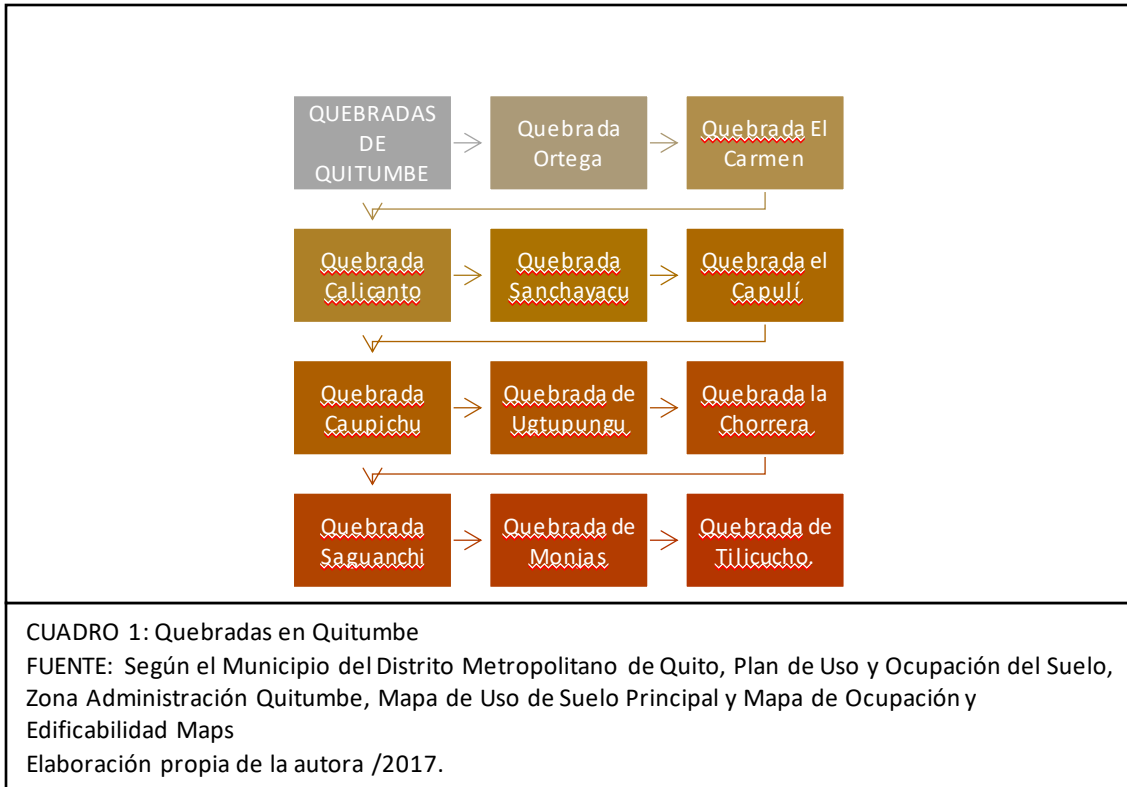 QUEBRADAS
DE
QUITUMBE
Quebrada
Ortega
Quebrada El
Carmen
Quebrada
Calicanto
Quebrada
Sanchayacu
Quebrada el
Capulí
Quebrada
Caupichu
Quebrada de
Ugtupungu
Quebrada la
Chorrera
Quebrada
Saguanchi
Quebrada de
Monjas
Quebrada de
Tilicucho.
CUADRO 1: Quebradas en Quitumbe
FUENTE: Según el Municipio del Distrito Metropolitano de Quito, Plan de Uso y Ocupación del Suelo,
Zona Administración Quitumbe, Mapa de Uso de Suelo Principal y Mapa de Ocupación y
Edificabilidad Maps
Elaboración propia de la autora /2017.